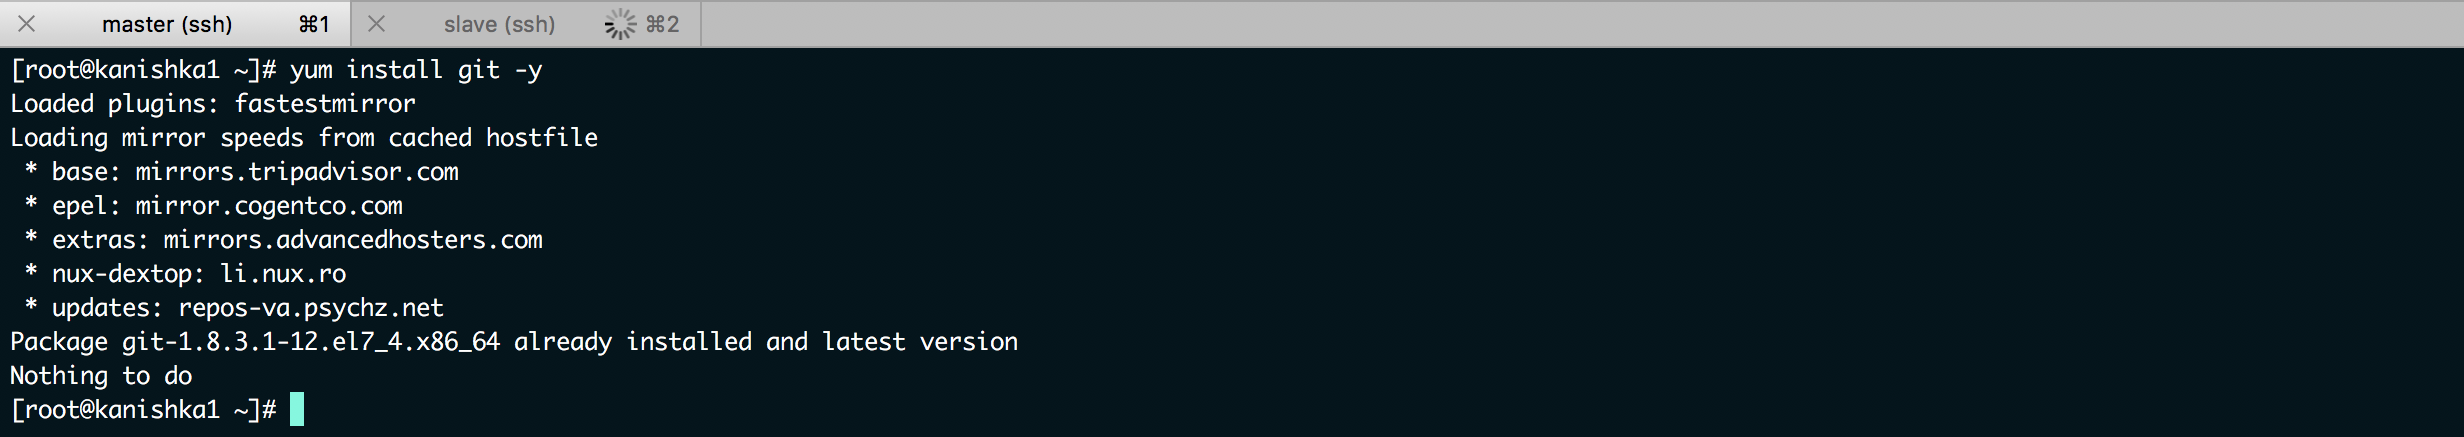 master (ssh) ⌘1 slave (ssh) ⌘2
[root@kanishka1 ~]# yum install git -y
Loaded plugins: fastestmirror
Loading mirror speeds from cached hostfile
 * base: mirrors.tripadvisor.com
 * epel: mirror.cogentco.com
 * extras: mirrors.advancedhosters.com
 * nux-dextop: li.nux.ro
 * updates: repos-va.psychz.net
Package git-1.8.3.1-12.el7_4.x86_64 already installed and latest version
Nothing to do
[root@kanishka1 ~]#